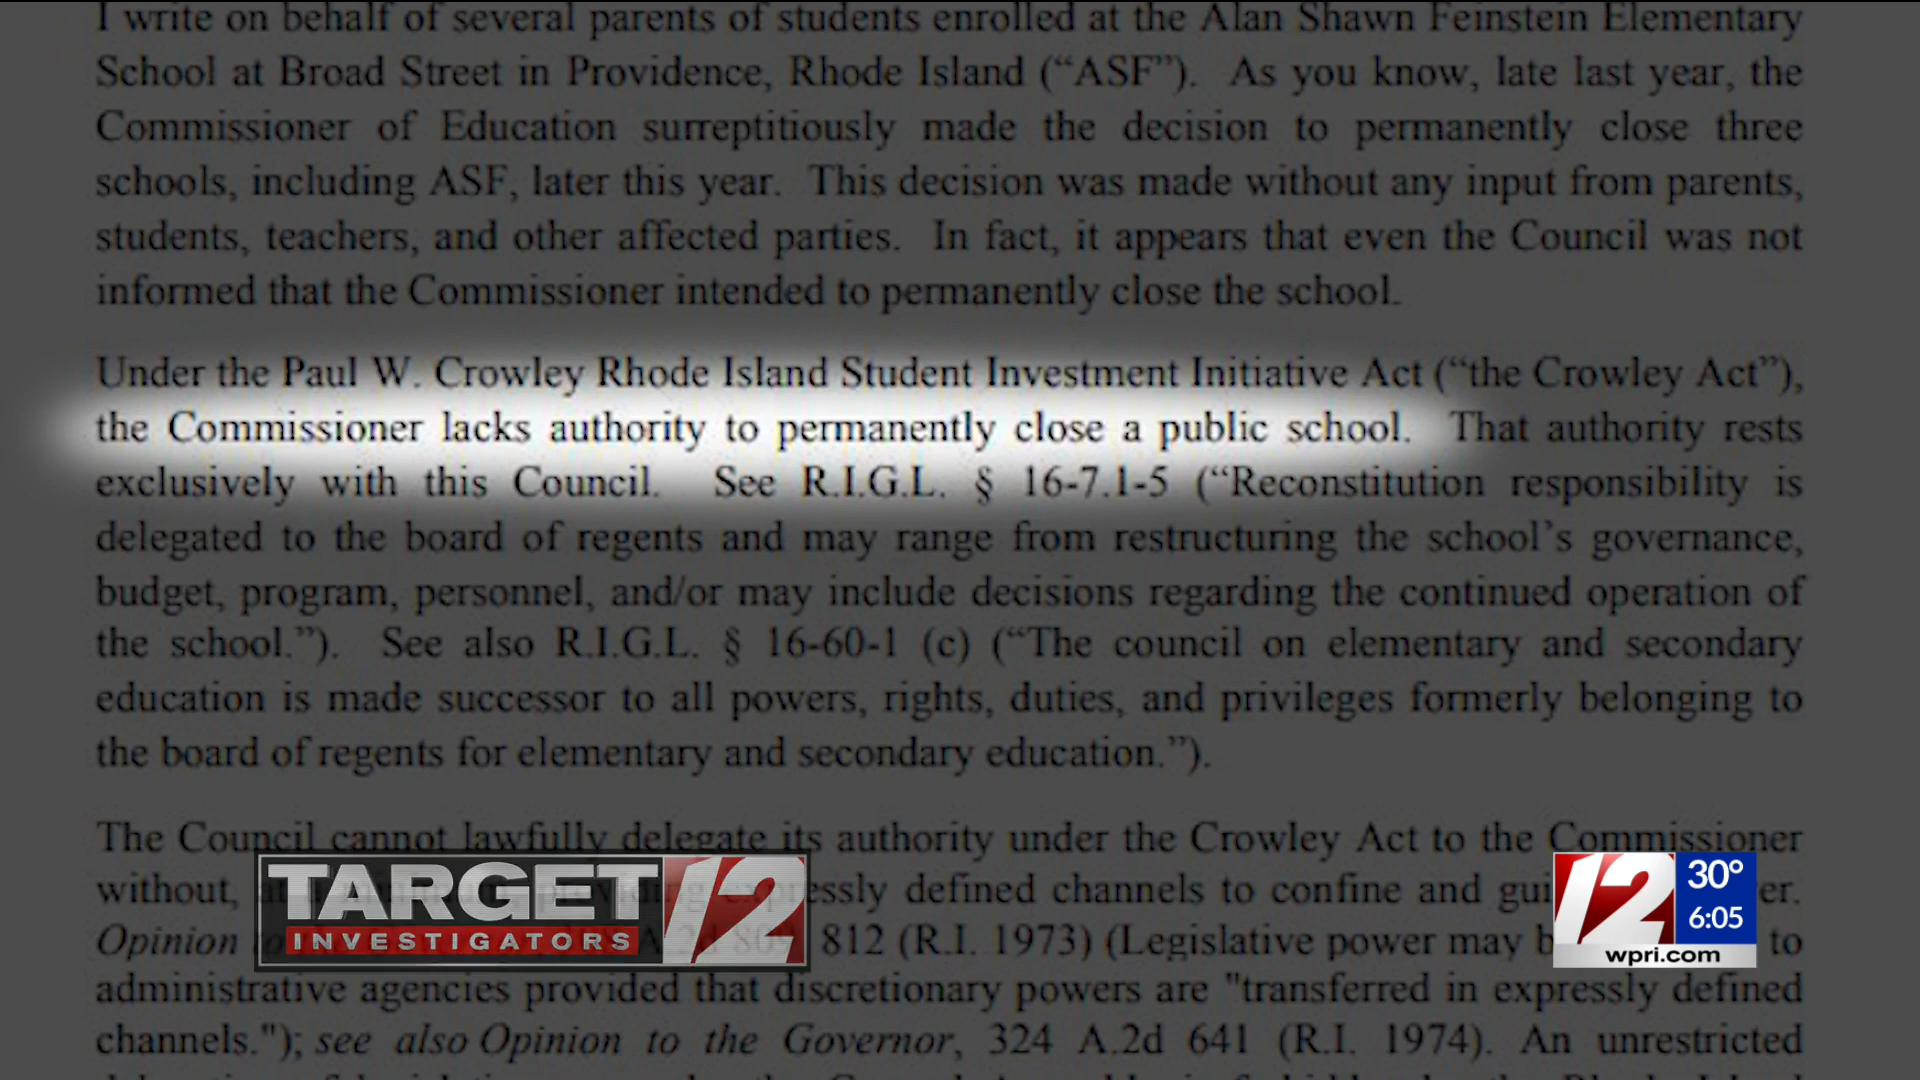 I write on behalf of several parents of students enrolled at the Alan Shawn Feinstein Elementary
School at Broad Street in Providence, Rhode Island (“ASF”). As you know, late last year, the
Commissioner of Education surreptitiously made the decision to permanently close three
schools, including ASF, later this year. This decision was made without any input from parents,
students, teachers, and other affected parties. In fact, it appears that even the Council was not
informed that the Commissioner intended to permanently close the school.
Under the Paul W. Crowley Rhode Island Student Investment Initiative Act (“the Crowley Act”),
the Commissioner lacks authority to permanently close a public school. That authority rests
exclusively with this Council. See R.I.G.L. § 16-7.1-5 (“Reconstitution responsibility is
delegated to the board of regents and may range from restructuring the school’s governance,
budget, program, personnel, and/or may include decisions regarding the continued operation of
the school.”). See also R.I.G.L. § 16-60-1 (c) (“The council on elementary and secondary
education is made successor to all powers, rights, duties, and privileges formerly belonging to
the board of regents for elementary and secondary education.”).
The Council cannot lawfully delegate its authority under the Crowley Act to the Commissioner
without, expressly defined channels to confine and
Opinion 812 (R.I. 1973) (Legislative power may to
administrative agencies provided that discretionary powers are "transferred in expressly defined
channels."); see also Opinion to the Governor, 324 A.2d 641 (R.I. 1974). An unrestricted
TARGET 12
INVESTIGATORS
12 30°
6:05
wpri.com